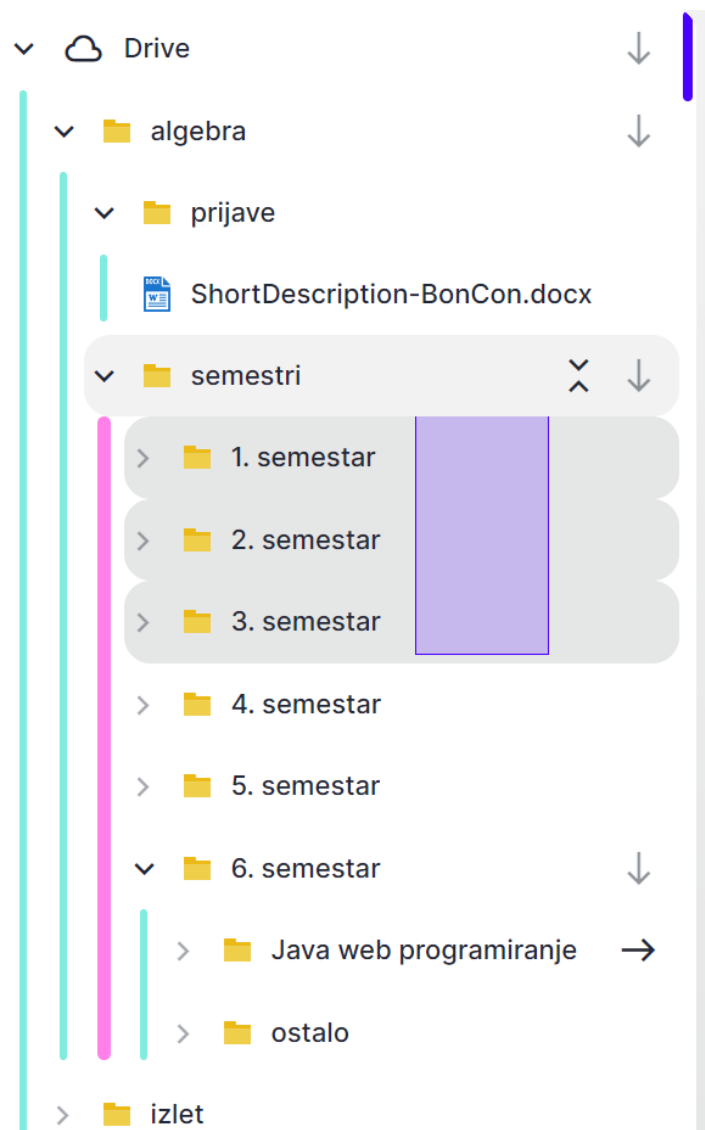 Drive
algebra
prijave
ShortDescription-BonCon.docx
semestri
1. semestar
2. semestar
3. semestar
4. semestar
5. semestar
6. semestar
Java web programiranje
ostalo
izlet